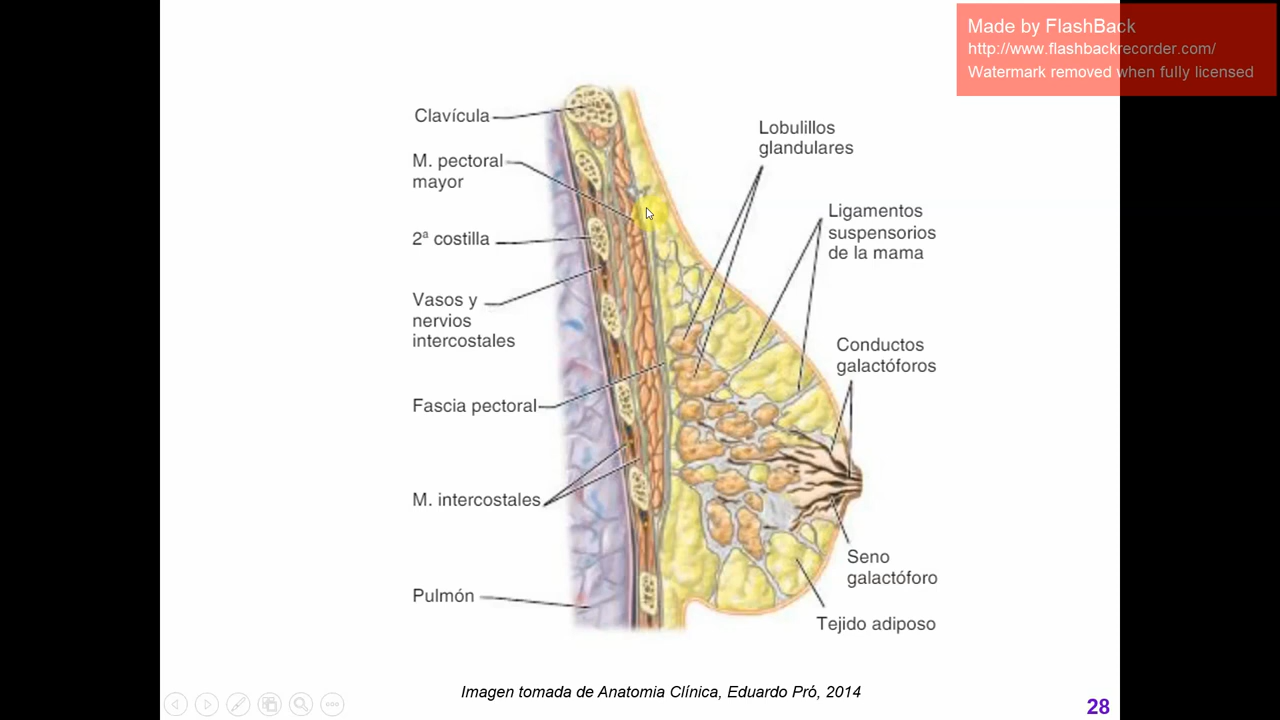 Made by FlashBack
http://www.flashbackrecorder.com/
Watermark removed when fully licensed
Clavícula
M. pectoral
mayor
2ª costilla
Vasos y
nervios
intercostales
Fascia pectoral
M. intercostales
Pulmón
Lobulillos
glandulares
Ligamentos
suspensorios
de la mama
Conductos
galactóforos
Seno
galactóforo
Tejido adiposo
Imagen tomada de Anatomia Clínica, Eduardo Pró, 2014
28